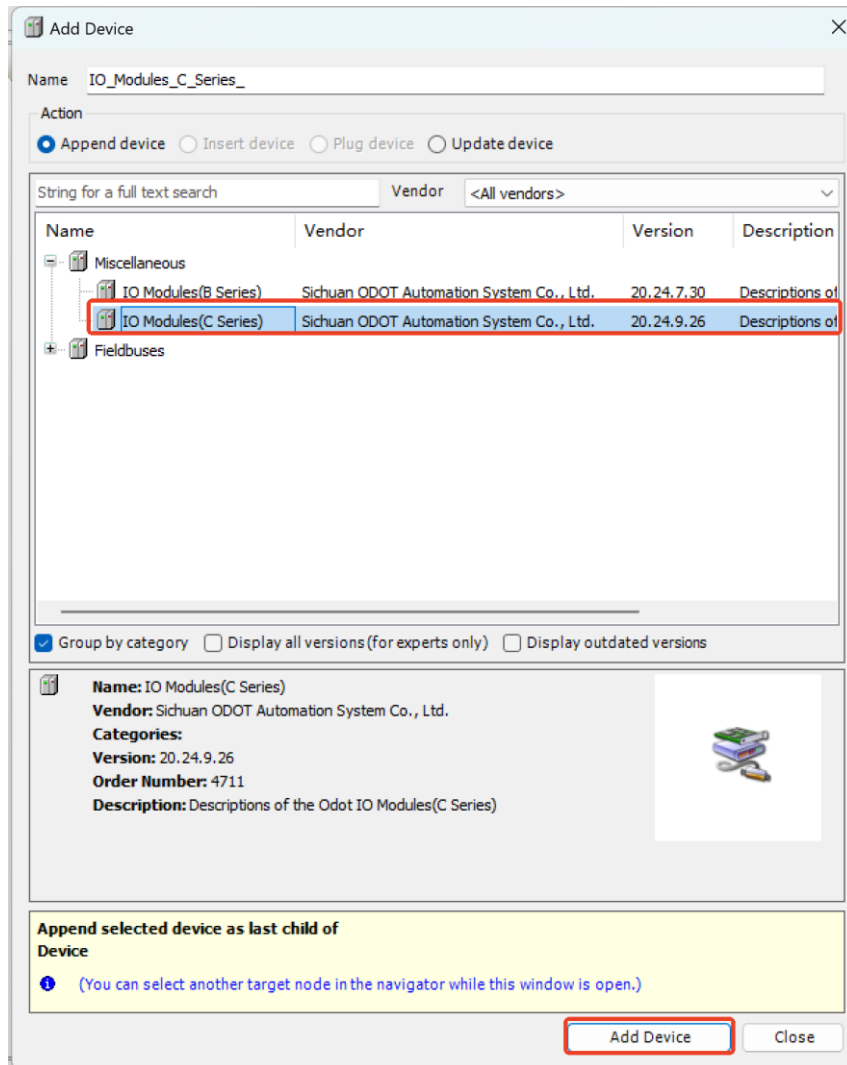 Add Device
Name IO_Modules_C_Series_
Action
Append device Insert device Plug device Update device
String for a full text search Vendor <All vendors>
Name Vendor Version Description
Miscellaneous
IO Modules(B Series) Sichuan ODOT Automation System Co., Ltd. 20.24.7.30 Descriptions of
IO Modules(C Series) Sichuan ODOT Automation System Co., Ltd. 20.24.9.26 Descriptions of
Fieldbuses
Group by category Display all versions(for experts only) Display outdated versions
Name: IO Modules(C Series)
Vendor: Sichuan ODOT Automation System Co., Ltd.
Categories:
Version: 20.24.9.26
Order Number: 4711
Description: Descriptions of the Odot IO Modules(C Series)
Append selected device as last child of
Device
(You can select another target node in the navigator while this window is open.)
Add Device Close